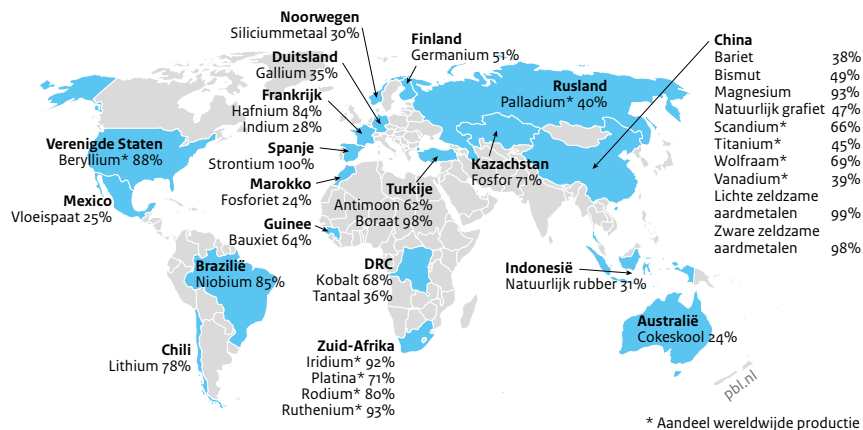 Noorwegen
Siliciummetaal 30%
Duitsland
Gallium 35%
Frankrijk
Hafnium 84%
Indium 28%
Spanje
Strontium 100%
Marokko
Fosforiet 24%
Guinee
Bauxiet 64%
Finland
Germanium 51%
Rusland
Palladium* 40%
Kazachstan
Fosfor 71%
Turkije
Antimoon 62%
Boraat 98%
China
Bariet 38%
Bismut 49%
Magnesium 93%
Natuurlijk grafiet 47%
Scandium* 66%
Titanium* 45%
Wolfraam* 69%
Vanadium* 39%
Lichte zeldzame
aardmetalen 99%
Zware zeldzame
aardmetalen 98%
Verenigde Staten
Beryllium* 88%
Mexico
Vloeispaat 25%
Brazilië
Niobium 85%
Chili
Lithium 78%
DRC
Kobalt 68%
Tantaal 36%
Zuid-Afrika
Iridium* 92%
Platina* 71%
Rodium* 80%
Ruthenium* 93%
Indonesië
Natuurlijk rubber 31%
Australië
Cokeskool 24%
pbl.nl
* Aandeel wereldwijde productie